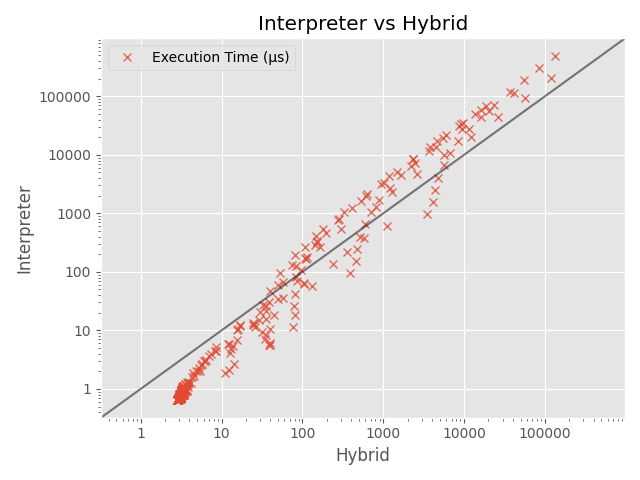 Interpreter vs Hybrid
Execution Time (µs)
100000
10000
1000
100
10
1
Interpreter
1 10 100 1000 10000 100000
Hybrid